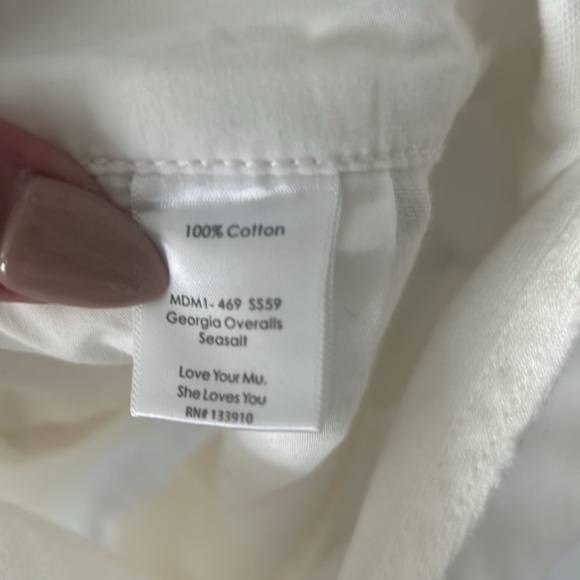 100% Cotton
MDM1-469 SS59
Georgia Overalls
Seasalt
Love Your Mu,
She Loves You
RN# 133910